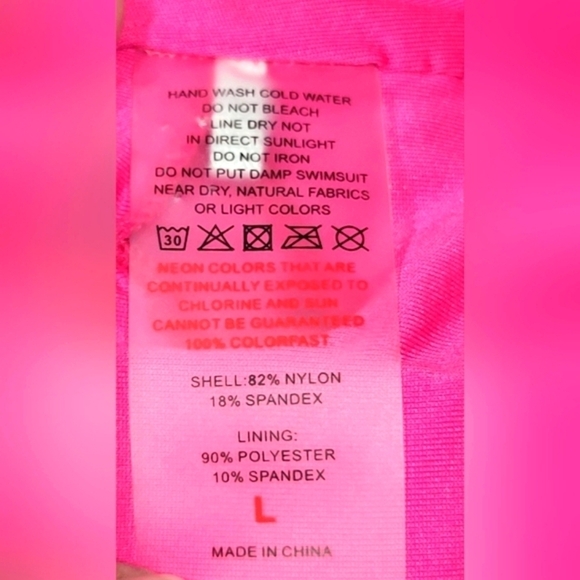 HAND WASH COLD WATER
DO NOT BLEACH
LINE DRY NOT
IN DIRECT SUNLIGHT
DO NOT IRON
DO NOT PUT DAMP SWIMSUIT
NEAR DRY, NATURAL FABRICS
OR LIGHT COLORS
30
NEON COLORS THAT ARE
CONTINUALLY EXPOSED TO
CHLORINE AND SUN
CANNOT BE GUARANTEED
100% COLORFAST
SHELL:82% NYLON
18% SPANDEX
LINING:
90% POLYESTER
10% SPANDEX
L
MADE IN CHINA